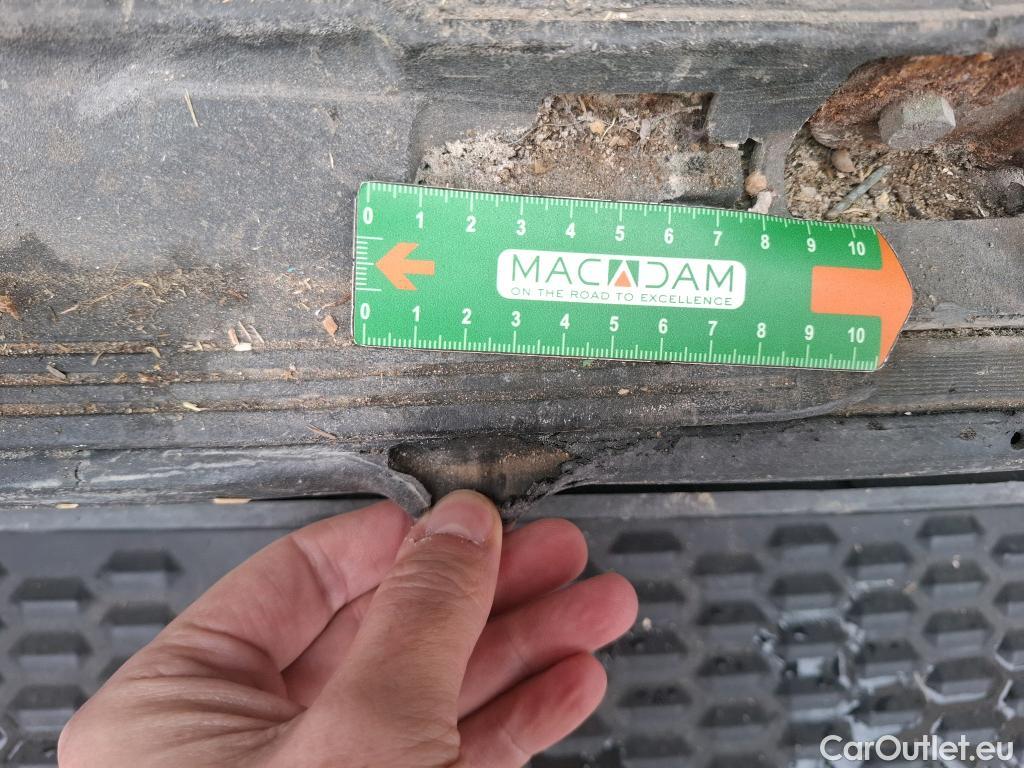 0 1 2 3 4 5 6 7 8 9 10
MACADAM
ON THE ROAD TO EXCELLENCE
0 1 2 3 4 5 6 7 8 9 10
CarOutlet.eu